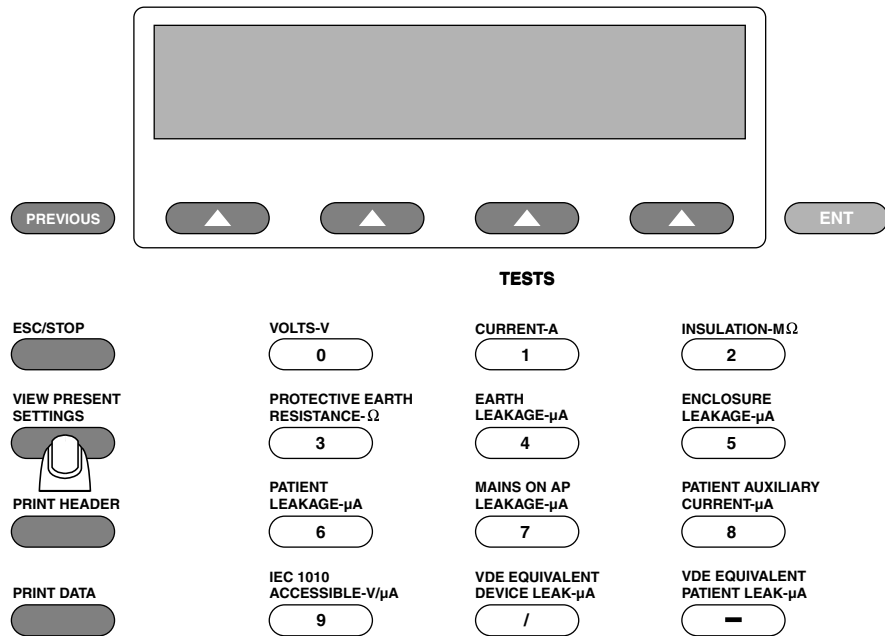 PREVIOUS
ENT
TESTS
ESC/STOP
VOLTS-V
0
CURRENT-A
1
INSULATION-MΩ
2
VIEW PRESENT
SETTINGS
PROTECTIVE EARTH
RESISTANCE-Ω
3
EARTH
LEAKAGE-µA
4
ENCLOSURE
LEAKAGE-µA
5
PRINT HEADER
PATIENT
LEAKAGE-µA
6
MAINS ON AP
LEAKAGE-µA
7
PATIENT AUXILIARY
CURRENT-µA
8
PRINT DATA
IEC 1010
ACCESSIBLE-V/µA
9
VDE EQUIVALENT
DEVICE LEAK-µA
/
VDE EQUIVALENT
PATIENT LEAK-µA
–